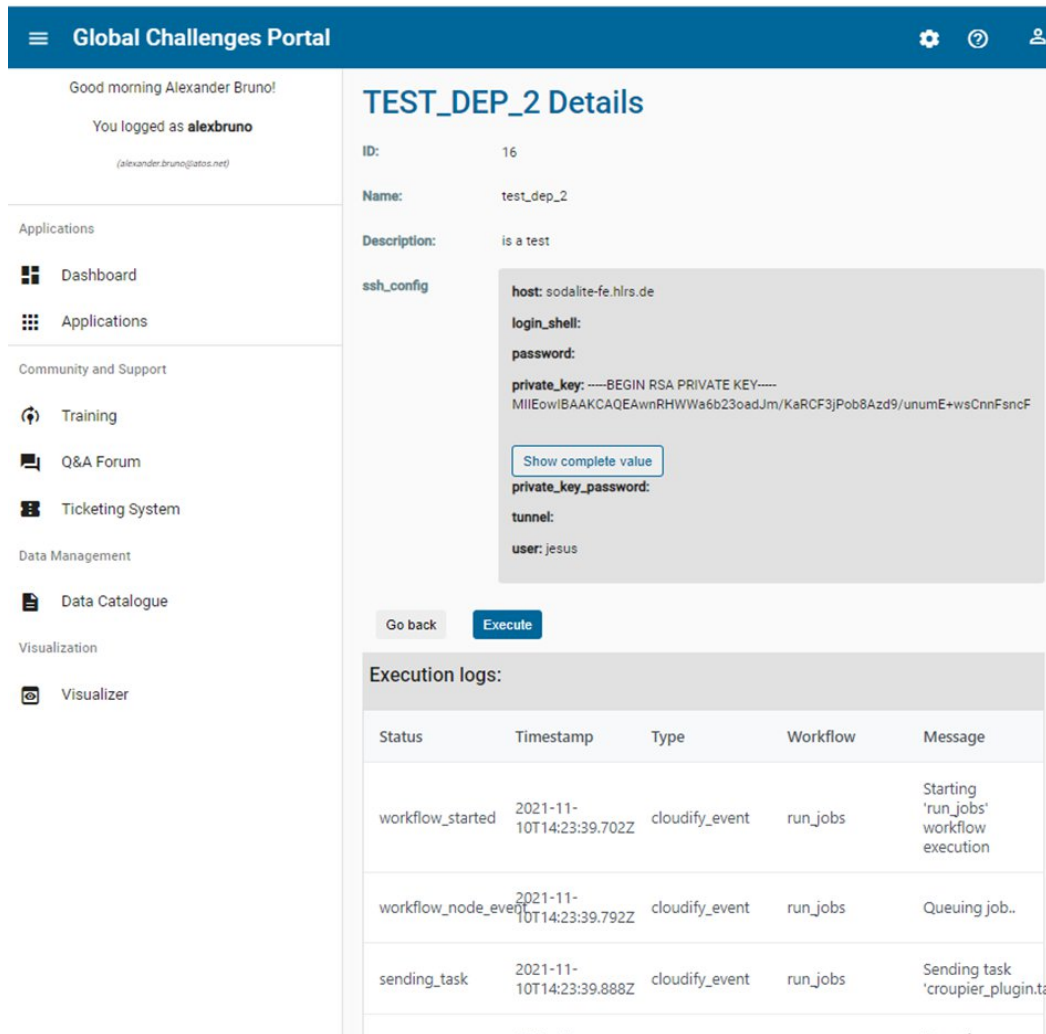 Global Challenges Portal
Good morning Alexander Bruno!
You logged as alexbruno
(alexander.bruno@atos.net)
Applications
Dashboard
Applications
Community and Support
Training
Q&A Forum
Ticketing System
Data Management
Data Catalogue
Visualization
Visualizer
TEST_DEP_2 Details
ID: 16
Name: test_dep_2
Description: is a test
ssh_config
host: sodalite-fe.hlrs.de
login_shell:
password:
private_key: -----BEGIN RSA PRIVATE KEY-----
MIIEowIBAAKCAQEAwnRHWWa6b23oadJm/KaRCF3jPob8Azd9/unumE+wsCnnFsncF
Show complete value
private_key_password:
tunnel:
user: jesus
Go back Execute
Execution logs:
Status Timestamp Type Workflow Message
workflow_started 2021-11-10T14:23:39.702Z cloudify_event run_jobs Starting 'run_jobs' workflow execution
workflow_node_event 2021-11-10T14:23:39.792Z cloudify_event run_jobs Queuing job..
sending_task 2021-11-10T14:23:39.888Z cloudify_event run_jobs Sending task 'croupier_plugin.ta